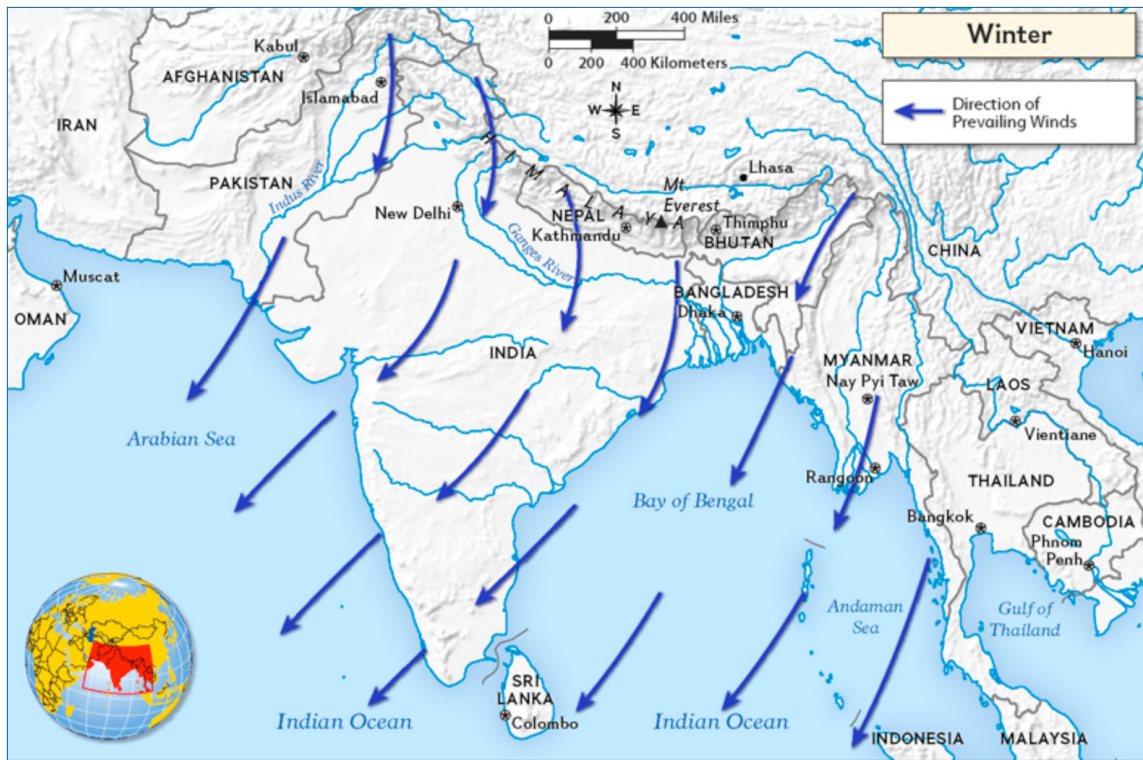 0 200 400 Miles
0 200 400 Kilometers
Winter
Direction of
Prevailing Winds
N
W E
S
Kabul
AFGHANISTAN
Islamabad
IRAN
PAKISTAN
Indus River
New Delhi
HIMALAYA
Mt.
Everest
Lhasa
NEPAL
Kathmandu
Thimphu
BHUTAN
Ganges River
CHINA
Muscat
OMAN
BANGLADESH
Dhaka
INDIA
MYANMAR
Nay Pyi Taw
VIETNAM
Hanoi
LAOS
Vientiane
Arabian Sea
Bay of Bengal
Rangoon
THAILAND
Bangkok
CAMBODIA
Phnom
Penh
Andaman
Sea
Gulf of
Thailand
SRI
LANKA
Colombo
Indian Ocean
Indian Ocean
INDONESIA
MALAYSIA